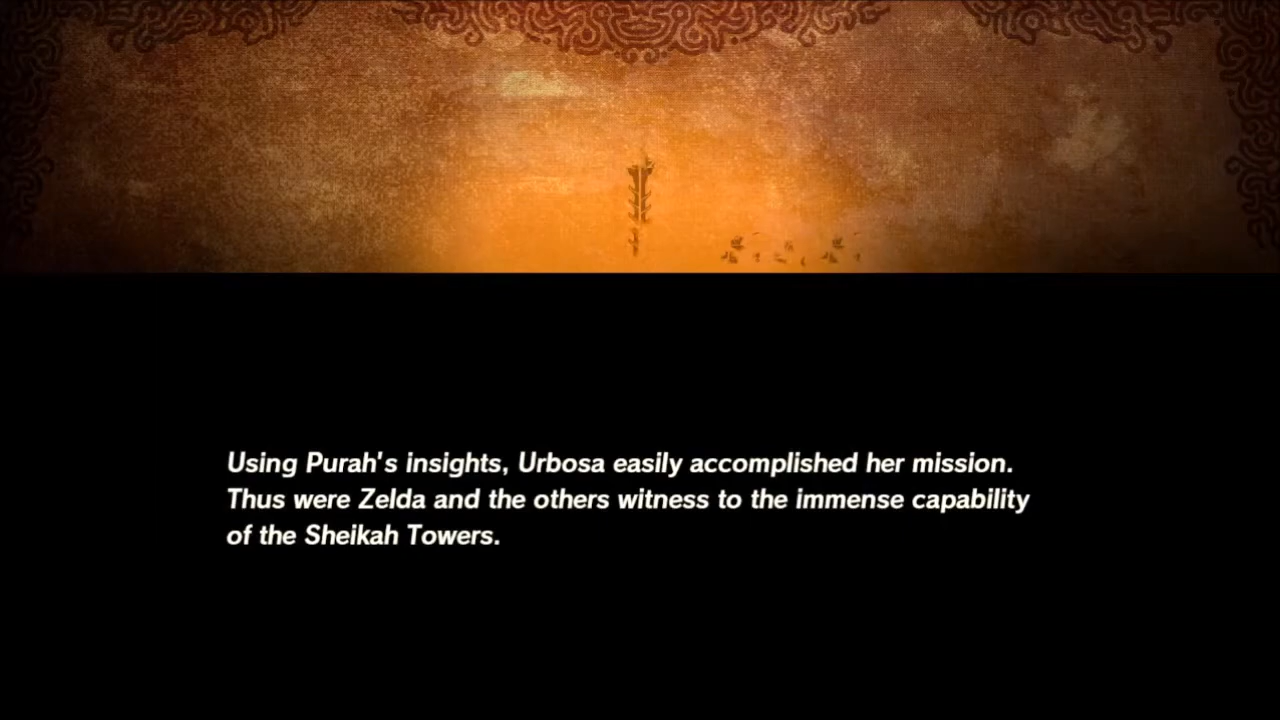 Using Purah's insights, Urbosa easily accomplished her mission.
Thus were Zelda and the others witness to the immense capability
of the Sheikah Towers.